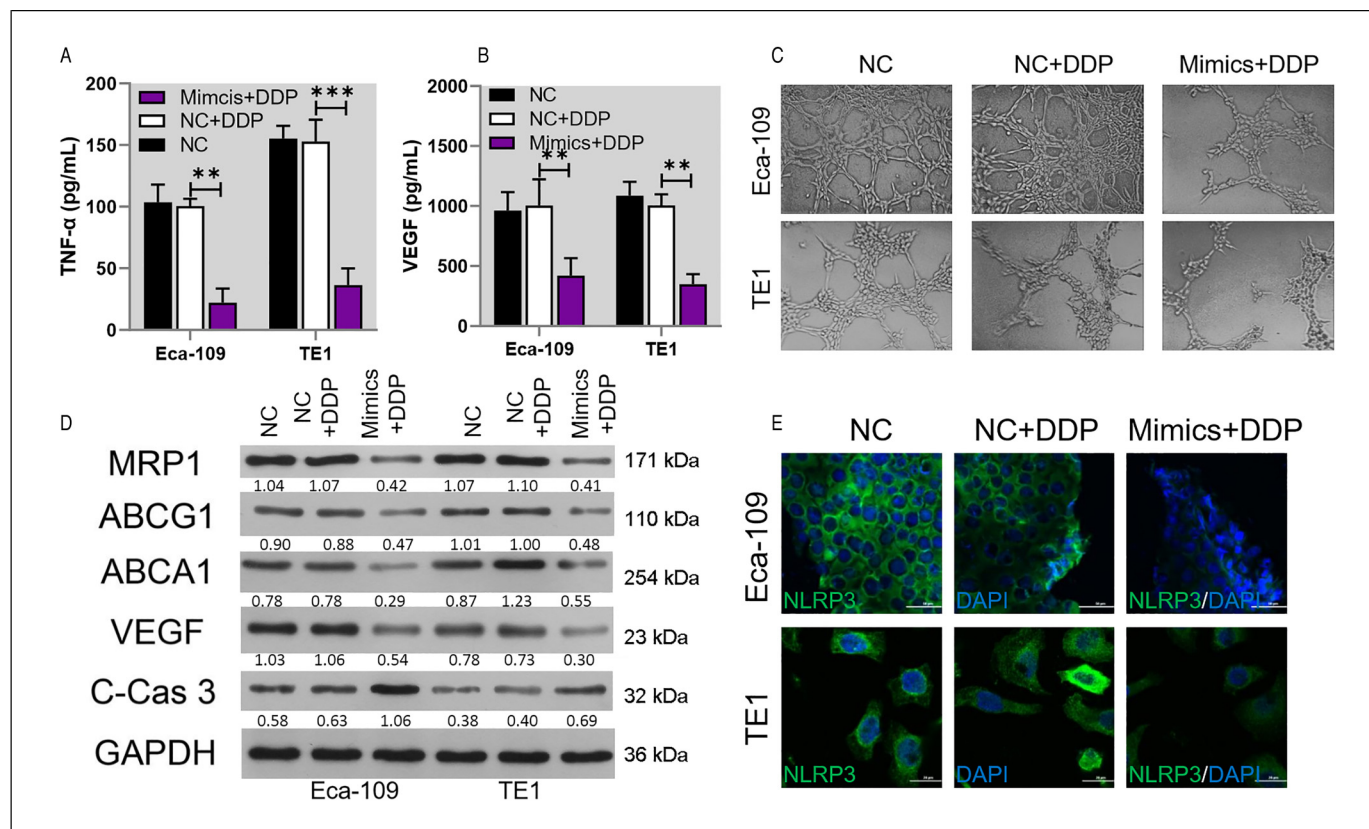 A
TNF-α (pg/mL)
200
150
100
50
0
Mimcis+DDP
NC+DDP
NC
**
***
Eca-109
TE1
B
VEGF (pg/mL)
2000
1500
1000
500
0
NC
NC+DDP
Mimics+DDP
**
**
Eca-109
TE1
C
NC
NC+DDP
Mimics+DDP
Eca-109
TE1
D
NC
NC
+DDP
Mimics
+DDP
NC
NC
+DDP
Mimics
+DDP
MRP1
171 kDa
1.04 1.07 0.42 1.07 1.10 0.41
ABCG1
110 kDa
0.90 0.88 0.47 1.01 1.00 0.48
ABCA1
254 kDa
0.78 0.78 0.29 0.87 1.23 0.55
VEGF
23 kDa
1.03 1.06 0.54 0.78 0.73 0.30
C-Cas 3
32 kDa
0.58 0.63 1.06 0.38 0.40 0.69
GAPDH
36 kDa
Eca-109
TE1
E
NC
NC+DDP
Mimics+DDP
Eca-109
NLRP3
DAPI
NLRP3/DAPI
TE1
NLRP3
DAPI
NLRP3/DAPI